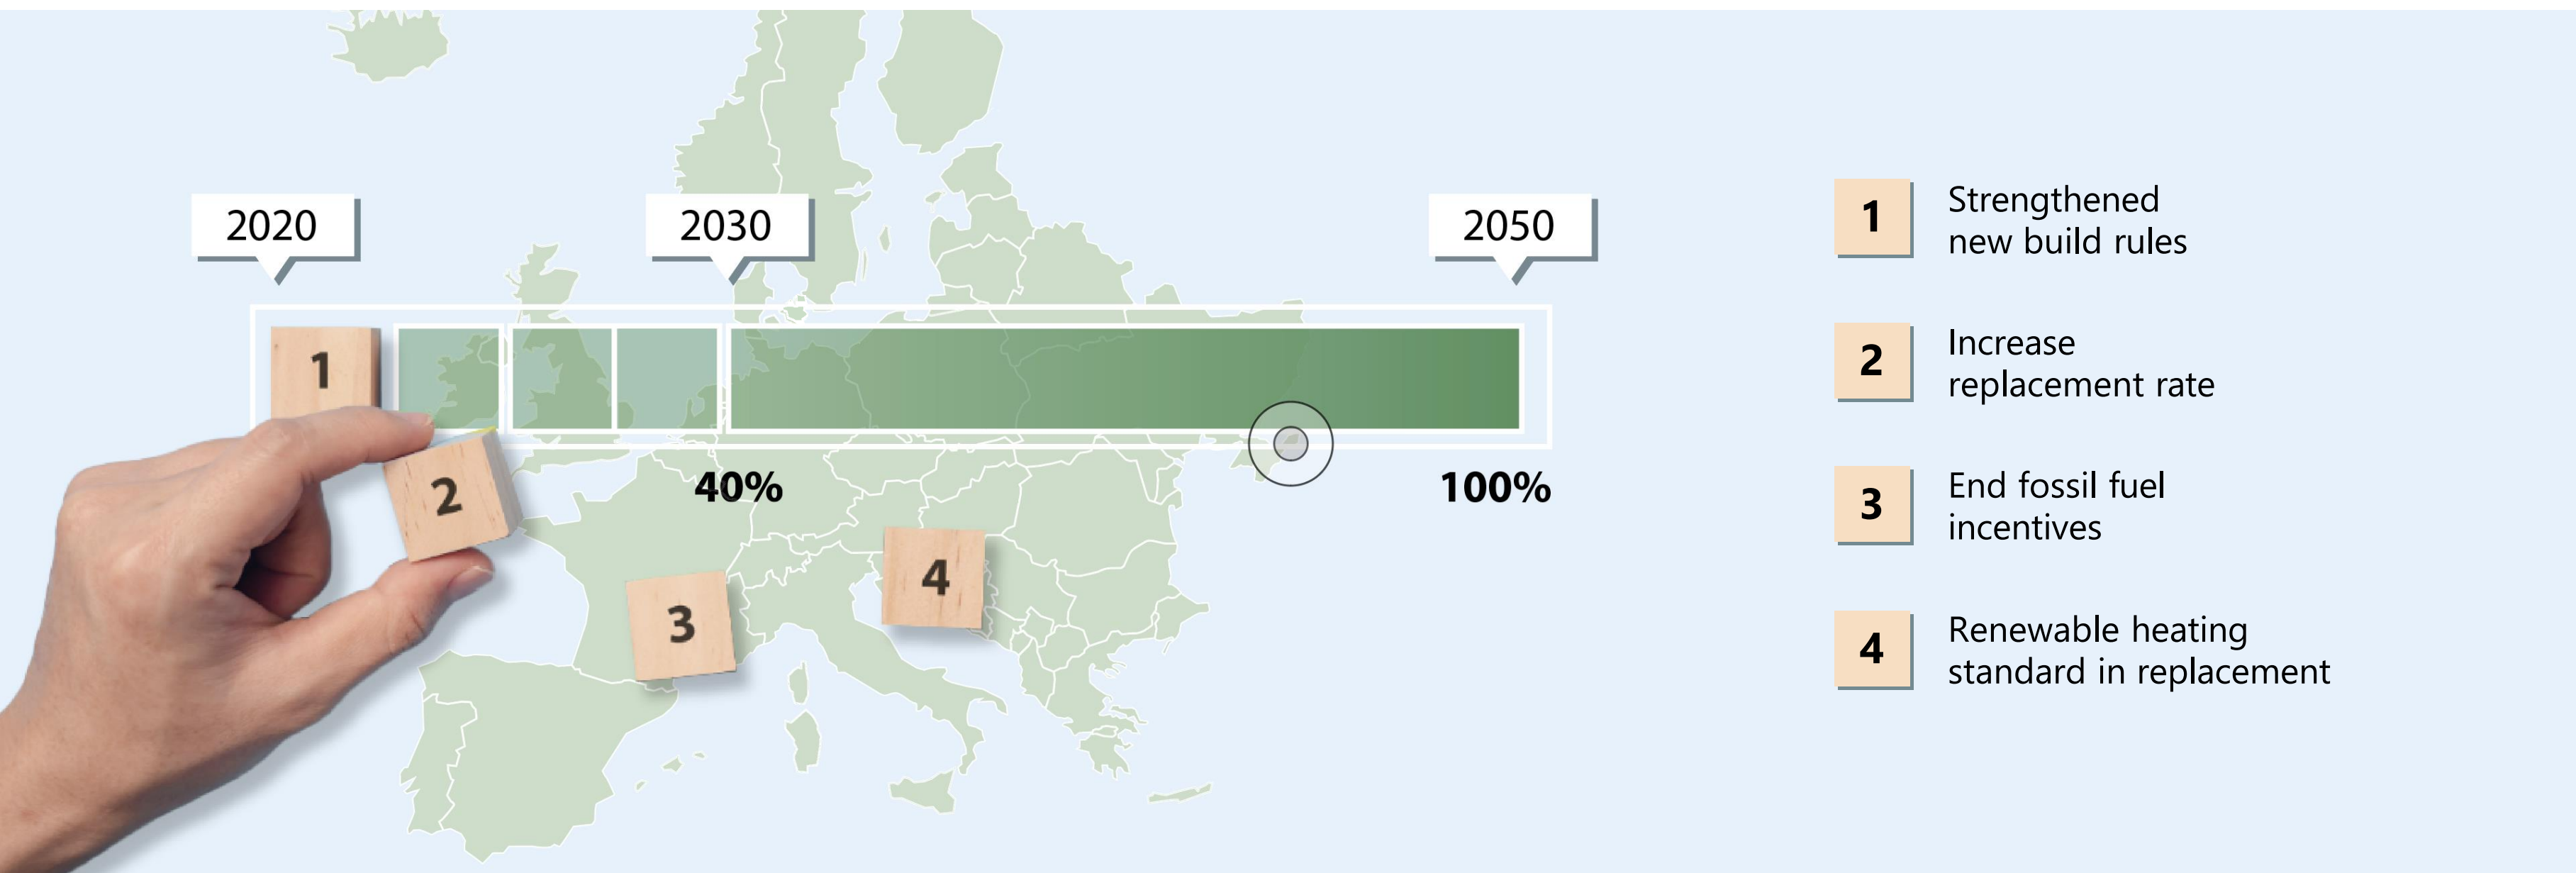 2020
2030
2050
1
40%
100%
2
3
4
1
Strengthened
new build rules
2
Increase
replacement rate
3
End fossil fuel
incentives
4
Renewable heating
standard in replacement